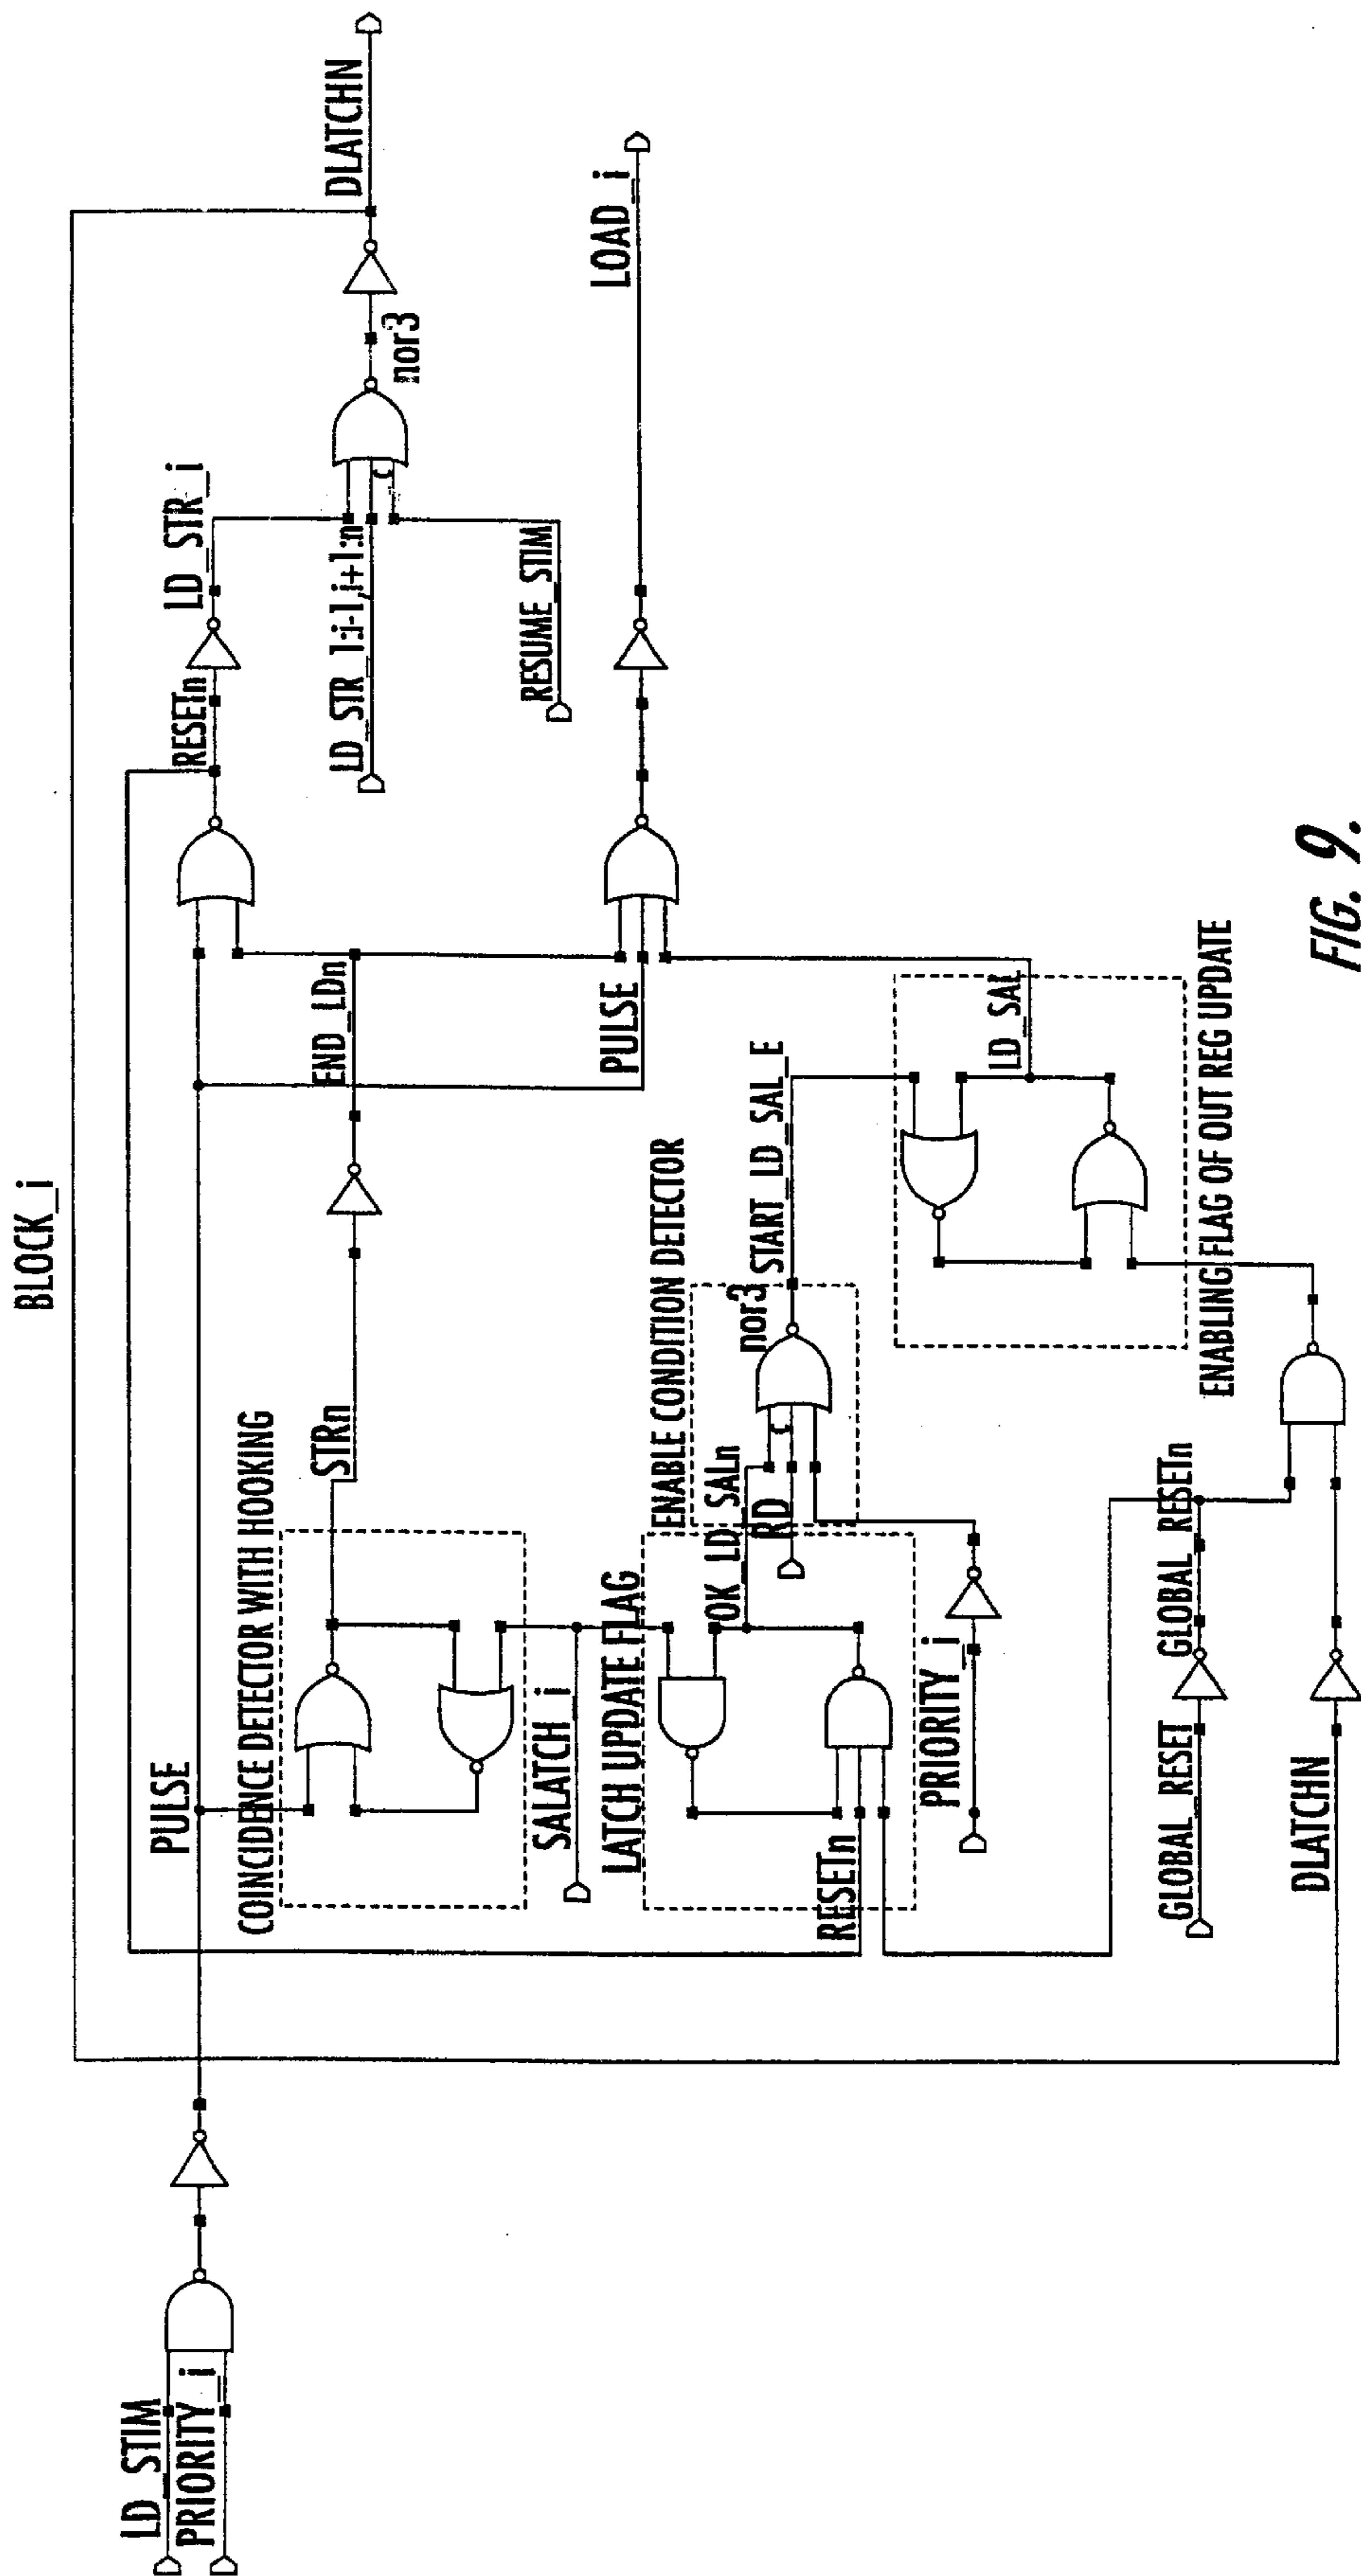 BLOCK_i
LD_STIM
PRIORITY_i
PULSE
COINCIDENCE DETECTOR WITH HOOKING
STRn
END_LDn
RESETn
LD_STR_i
LD_STR_1:i-1,i+1:n
RESUME_STIM
C
nor3
DLATCHN
SALATCH_i
LATCH UPDATE FLAG
RESETn
OK_LD_SALn
ENABLE CONDITION DETECTOR
RD
C
nor3
START_LD_SAL_E
PULSE
LOAD_i
PRIORITY_i
LD_SAL
ENABLING FLAG OF OUT REG UPDATE
GLOBAL_RESET
GLOBAL_RESETn
DLATCHN
FIG. 9.